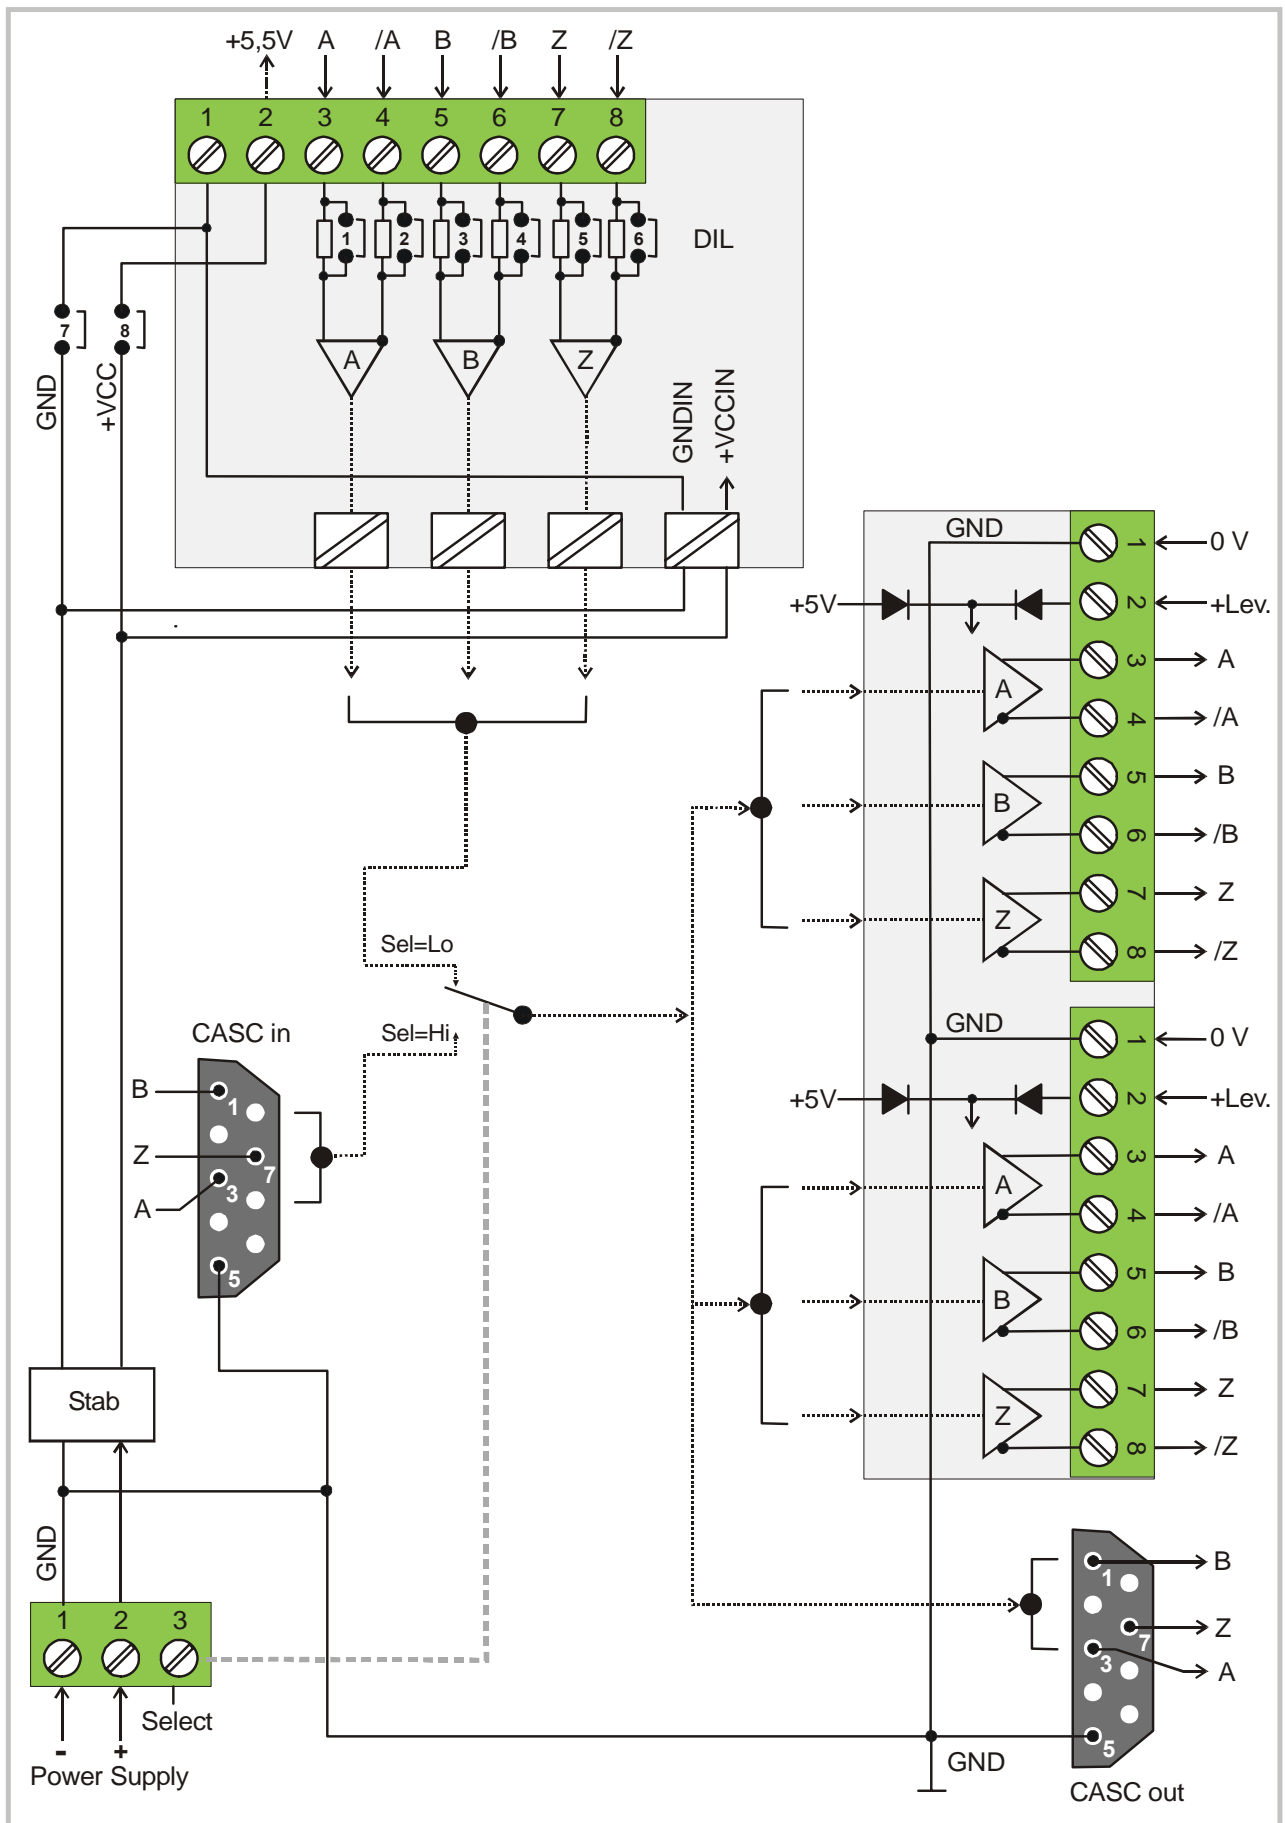 +5,5V A /A B /B Z /Z
1 2 3 4 5 6 7 8
1 2 3 4 5 6 DIL
7 8
A B Z
GND +VCC GNDIN +VCCIN
GND 1 0 V
+5V 2 +Lev.
3 A
A
4 /A
5 B
B
6 /B
7 Z
Z
8 /Z
Sel=Lo
Sel=Hi
CASC in
B 1
Z 7
A 3
5
GND 1 0 V
+5V 2 +Lev.
3 A
A
4 /A
5 B
B
6 /B
7 Z
Z
8 /Z
Stab
GND
1 2 3
Select
- +
Power Supply
1 B
7 Z
3 A
5
GND
CASC out